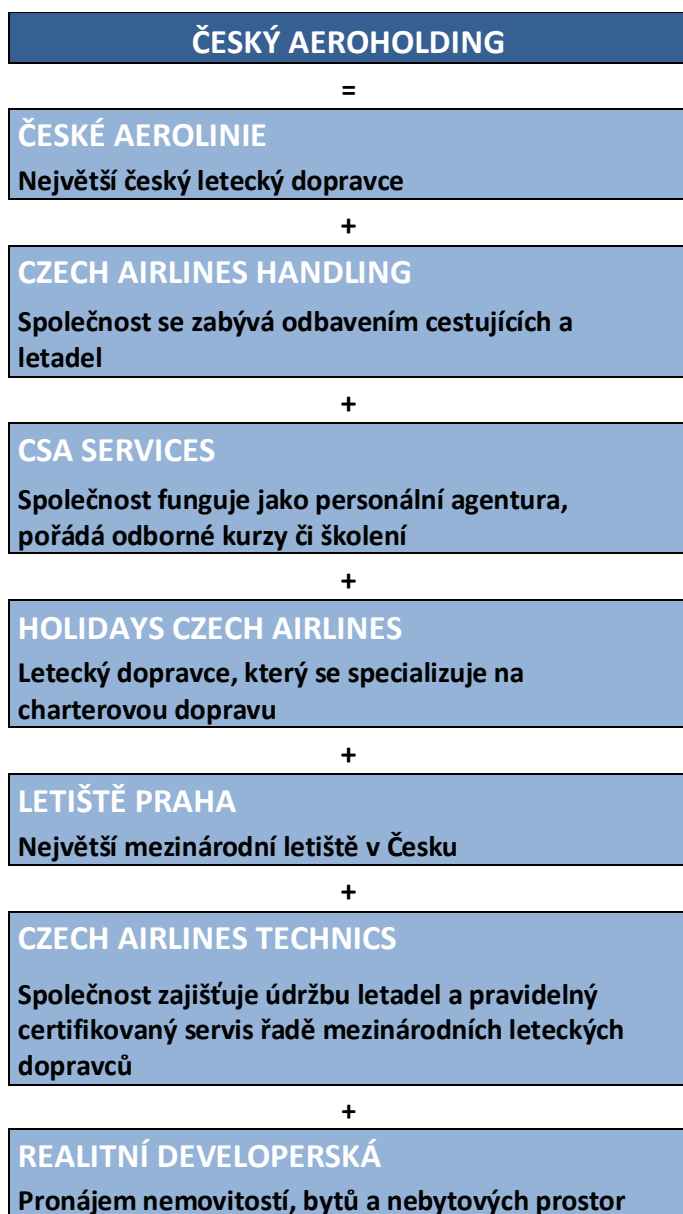 ČESKÝ AEROHOLDING
=
ČESKÉ AEROLINIE
Největší český letecký dopravce
+
CZECH AIRLINES HANDLING
Společnost se zabývá odbavením cestujících a
letadel
+
CSA SERVICES
Společnost funguje jako personální agentura,
pořádá odborné kurzy či školení
+
HOLIDAYS CZECH AIRLINES
Letecký dopravce, který se specializuje na
charterovou dopravu
+
LETIŠTĚ PRAHA
Největší mezinárodní letiště v Česku
+
CZECH AIRLINES TECHNICS
Společnost zajišťuje údržbu letadel a pravidelný
certifikovaný servis řadě mezinárodních leteckých
dopravců
+
REALITNÍ DEVELOPERSKÁ
Pronájem nemovitostí, bytů a nebytových prostor